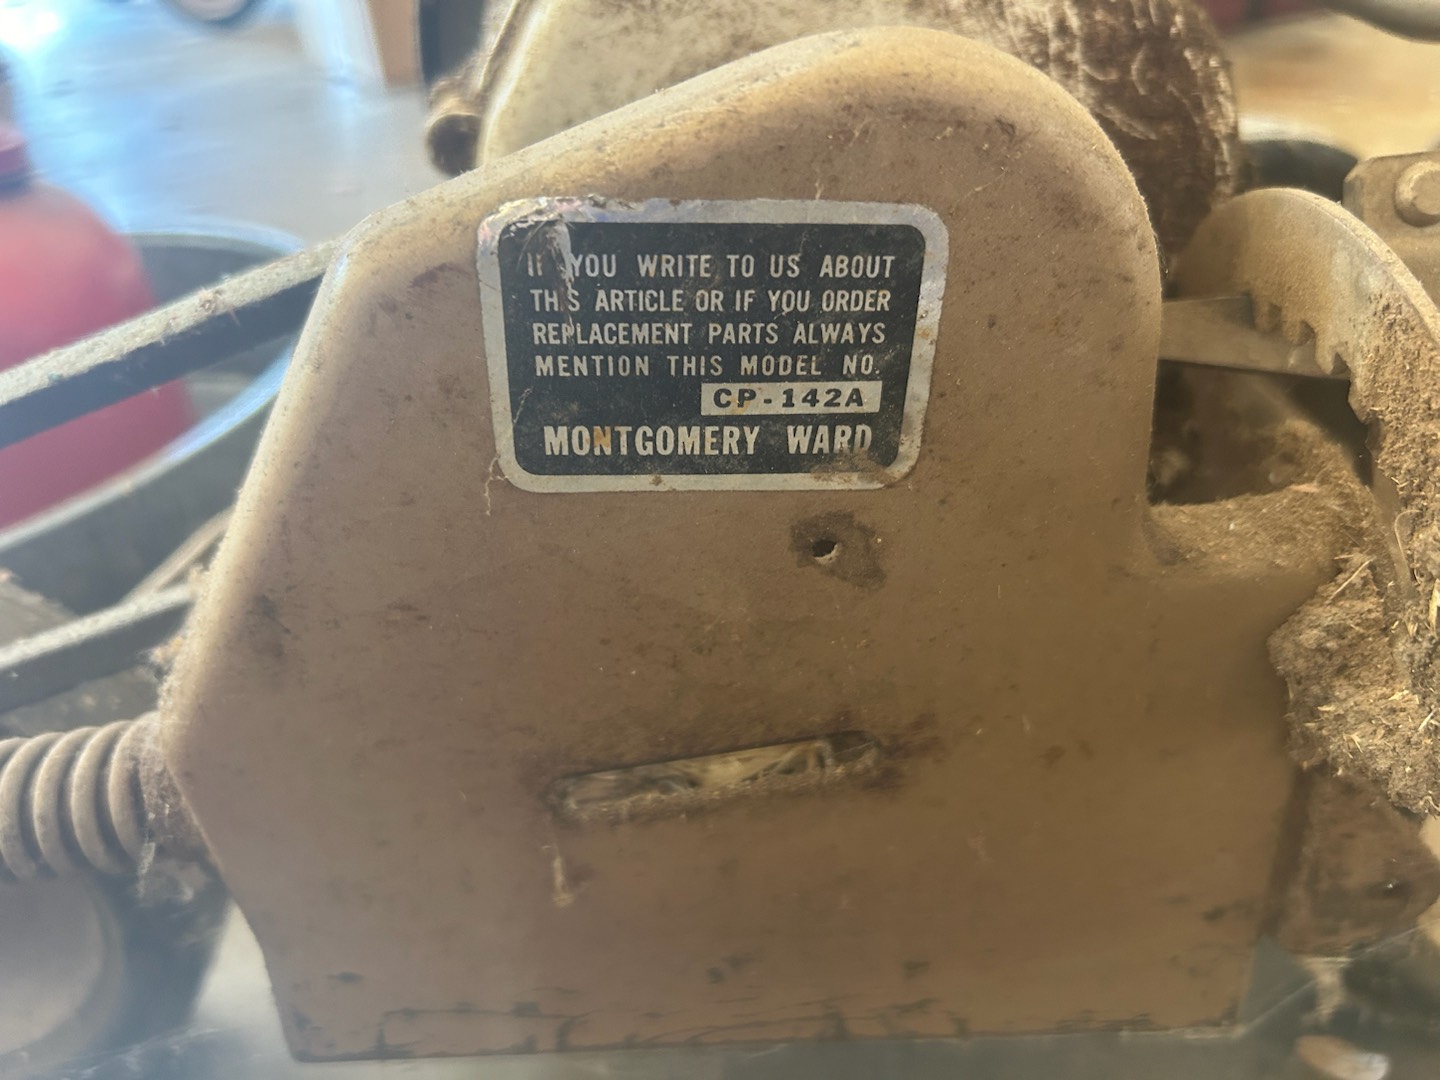 IF YOU WRITE TO US ABOUT
THIS ARTICLE OR IF YOU ORDER
REPLACEMENT PARTS ALWAYS
MENTION THIS MODEL NO.
CP-142A
MONTGOMERY WARD